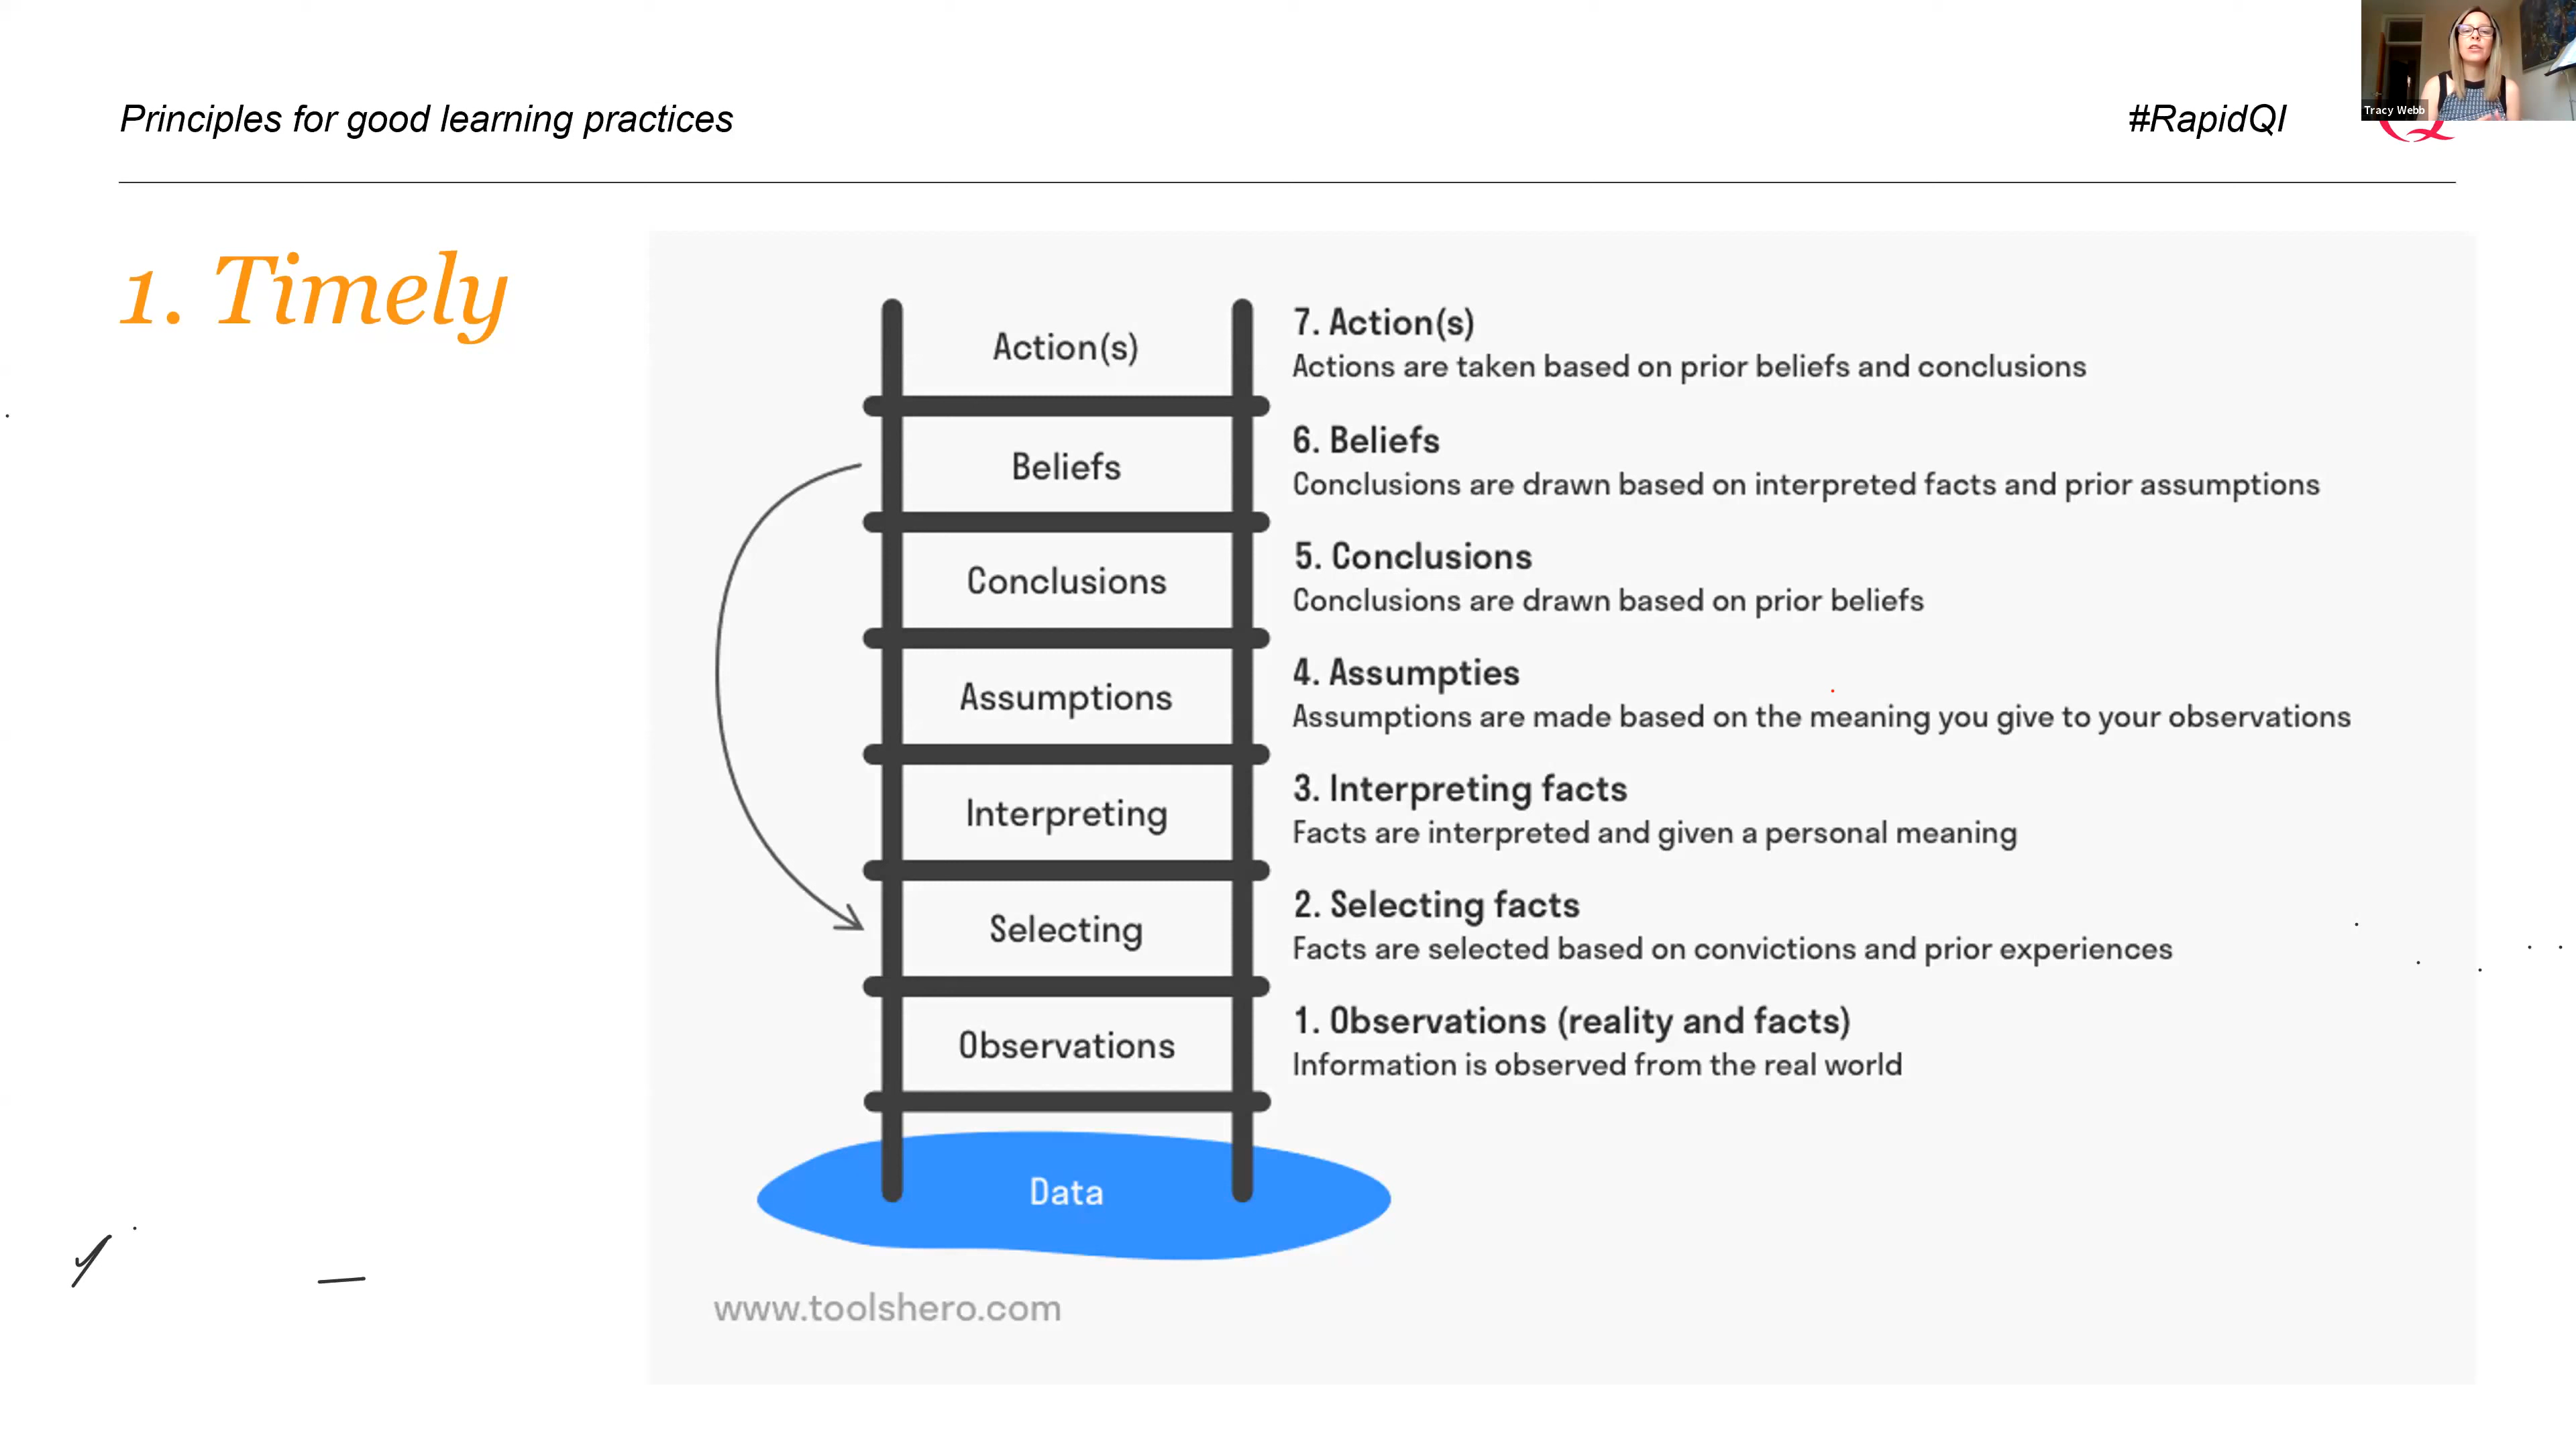 Principles for good learning practices
#RapidQI
Tracy Webb
1. Timely
Action(s)
Beliefs
Conclusions
Assumptions
Interpreting
Selecting
Observations
Data
7. Action(s)
Actions are taken based on prior beliefs and conclusions
6. Beliefs
Conclusions are drawn based on interpreted facts and prior assumptions
5. Conclusions
Conclusions are drawn based on prior beliefs
4. Assumpties
Assumptions are made based on the meaning you give to your observations
3. Interpreting facts
Facts are interpreted and given a personal meaning
2. Selecting facts
Facts are selected based on convictions and prior experiences
1. Observations (reality and facts)
Information is observed from the real world
www.toolshero.com